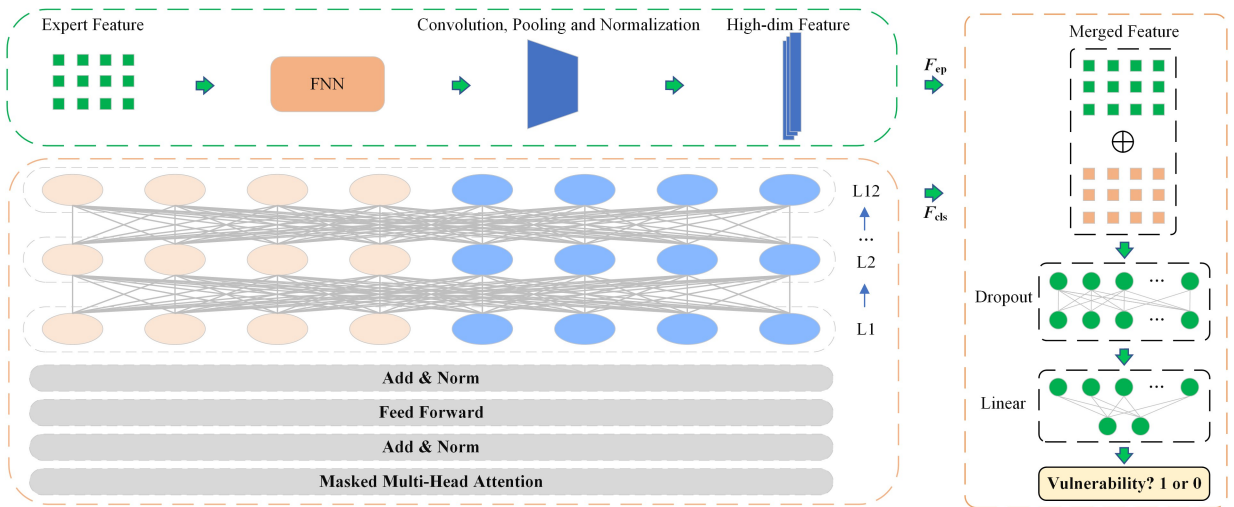 Expert Feature
Convolution, Pooling and Normalization
High-dim Feature
FNN
F_ep
L12
...
L2
L1
F_cls
Add & Norm
Feed Forward
Add & Norm
Masked Multi-Head Attention
Merged Feature
Dropout
...
...
Linear
...
Vulnerability? 1 or 0